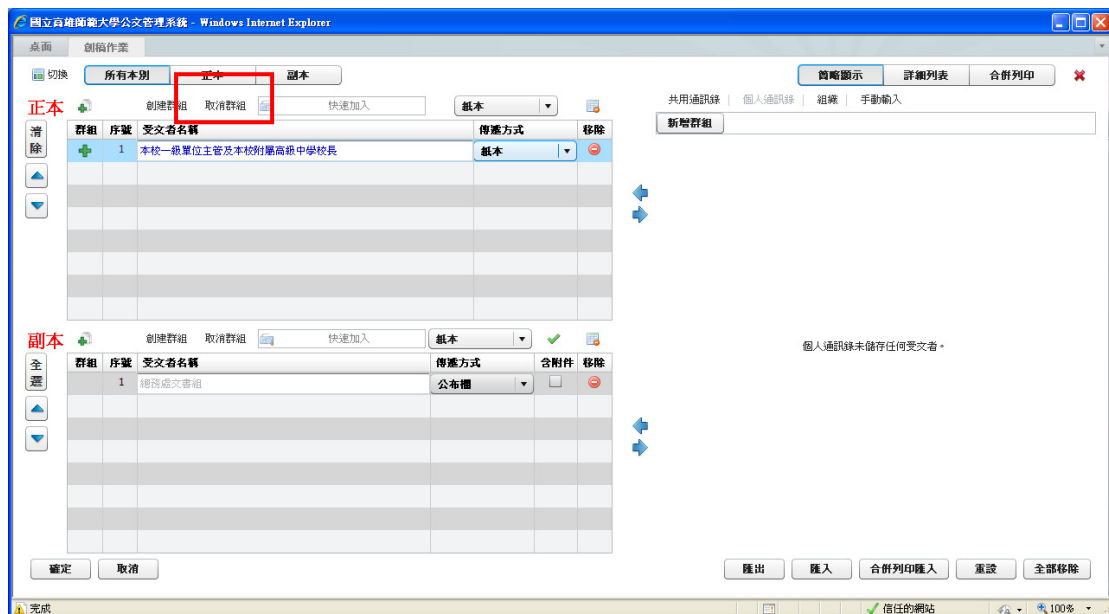 國立高雄師範大學公文管理系統 - Windows Internet Explorer
桌面 創稿作業
切換 所有本別 正本 副本 簡略顯示 詳細列表 合併列印
正本 創建群組 取消群組 快速加入 紙本 共用通訊錄 | 個人通訊錄 | 組織 | 手動輸入
清除 群組 序號 受文者名稱 傳遞方式 移除 新增群組
1 本校一級單位主管及本校附屬高級中學校長 紙本
副本 創建群組 取消群組 快速加入 紙本 個人通訊錄未儲存任何受文者。
全選 群組 序號 受文者名稱 傳遞方式 含附件 移除
1 總務處文書組 公布欄
確定 取消 匯出 匯入 合併列印匯入 重設 全部移除
完成 信任的網站 100%